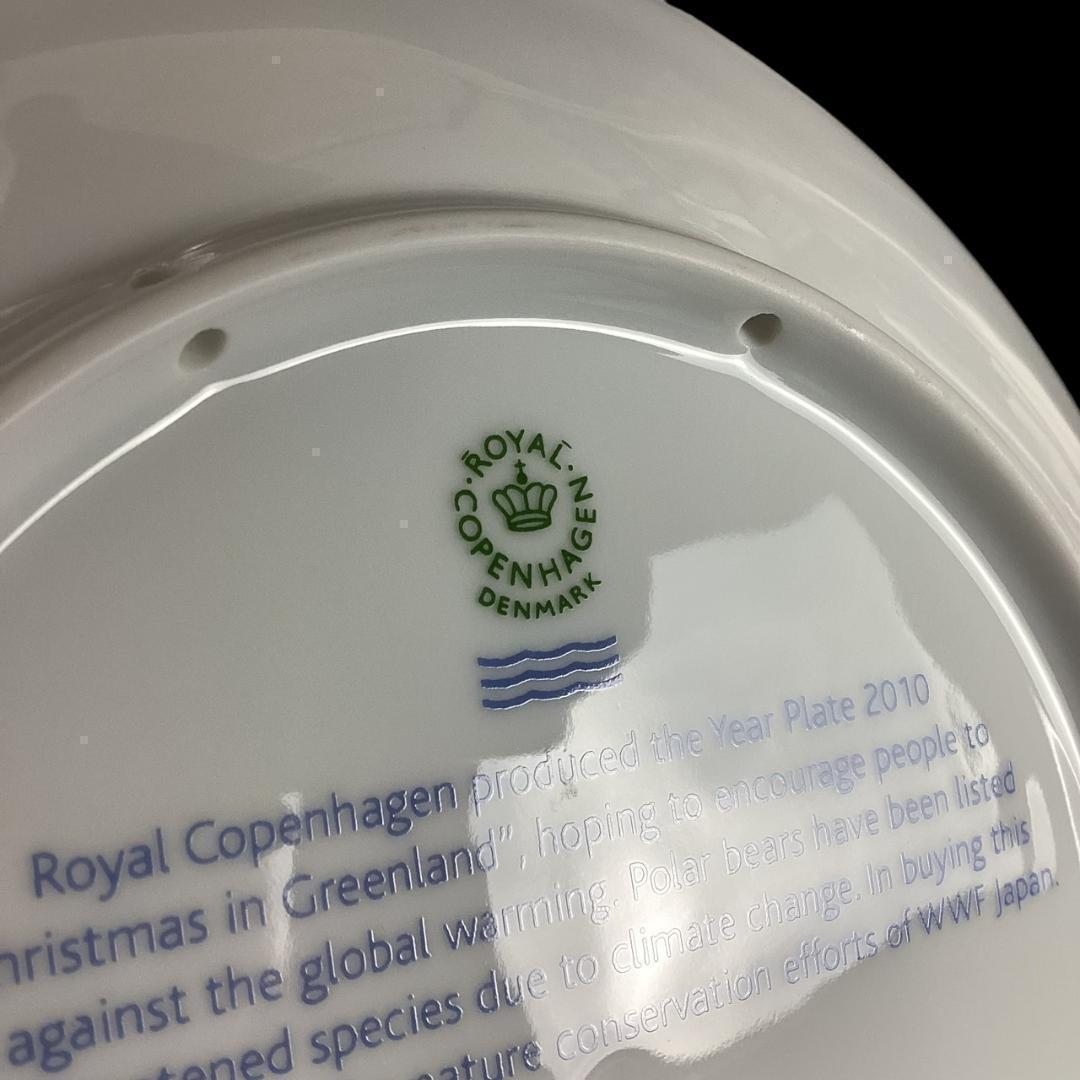 ROYAL
COPENHAGEN
DENMARK
Royal Copenhagen produced the Year Plate 2010
hristmas in Greenland", hoping to encourage people to
against the global warming. Polar bears have been listed
tened species due to climate change. In buying this
ature conservation efforts of WWF Japan.